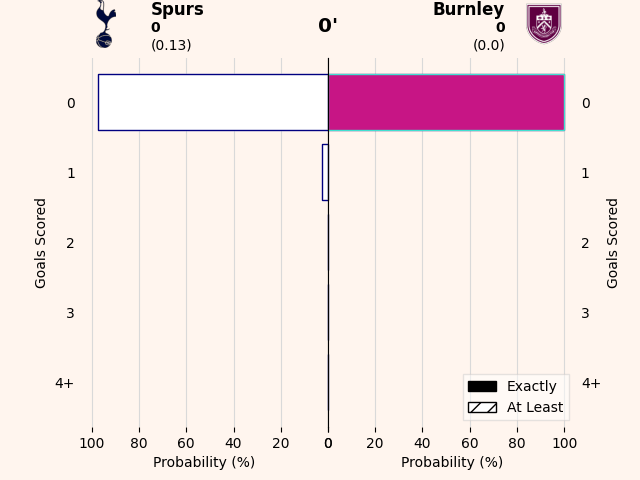 Spurs
0
(0.13)
0'
Burnley
0
(0.0)
Goals Scored
0
1
2
3
4+
0
1
2
3
4+
Goals Scored
Exactly
At Least
100 80 60 40 20 0
0 20 40 60 80 100
Probability (%)
Probability (%)